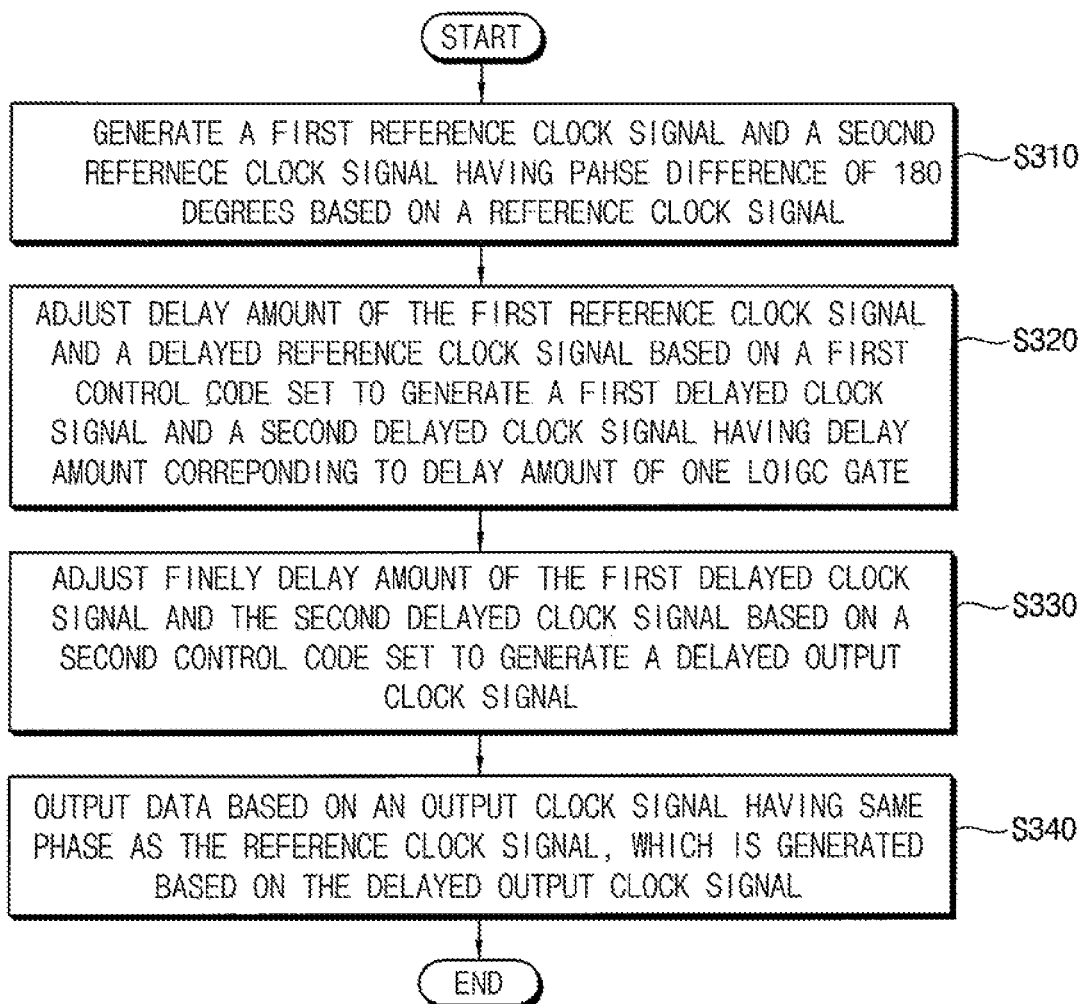 START
GENERATE A FIRST REFERENCE CLOCK SIGNAL AND A SEOCND
REFERNECE CLOCK SIGNAL HAVING PAHSE DIFFERENCE OF 180
DEGREES BASED ON A REFERENCE CLOCK SIGNAL
S310
ADJUST DELAY AMOUNT OF THE FIRST REFERENCE CLOCK SIGNAL
AND A DELAYED REFERENCE CLOCK SIGNAL BASED ON A FIRST
CONTROL CODE SET TO GENERATE A FIRST DELAYED CLOCK
SIGNAL AND A SECOND DELAYED CLOCK SIGNAL HAVING DELAY
AMOUNT CORREPONDING TO DELAY AMOUNT OF ONE LOIGC GATE
S320
ADJUST FINELY DELAY AMOUNT OF THE FIRST DELAYED CLOCK
SIGNAL AND THE SECOND DELAYED CLOCK SIGNAL BASED ON A
SECOND CONTROL CODE SET TO GENERATE A DELAYED OUTPUT
CLOCK SIGNAL
S330
OUTPUT DATA BASED ON AN OUTPUT CLOCK SIGNAL HAVING SAME
PHASE AS THE REFERENCE CLOCK SIGNAL, WHICH IS GENERATED
BASED ON THE DELAYED OUTPUT CLOCK SIGNAL
S340
END